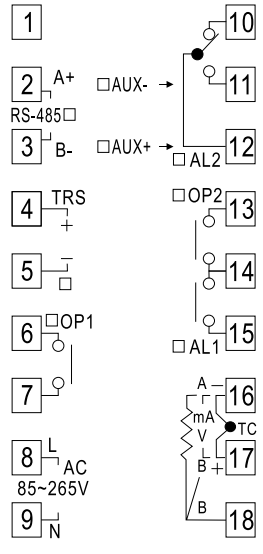 1
2 A+
RS-485□
3 B-
4 TRS
+
5 −
□
6 □OP1
7
8 L
AC
85~265V
9 N
10
□AUX- → 11
□AUX+ → 12
□AL2
□OP2 13
14
15
□AL1
A − 16
mA
TC
V
B + 17
B 18